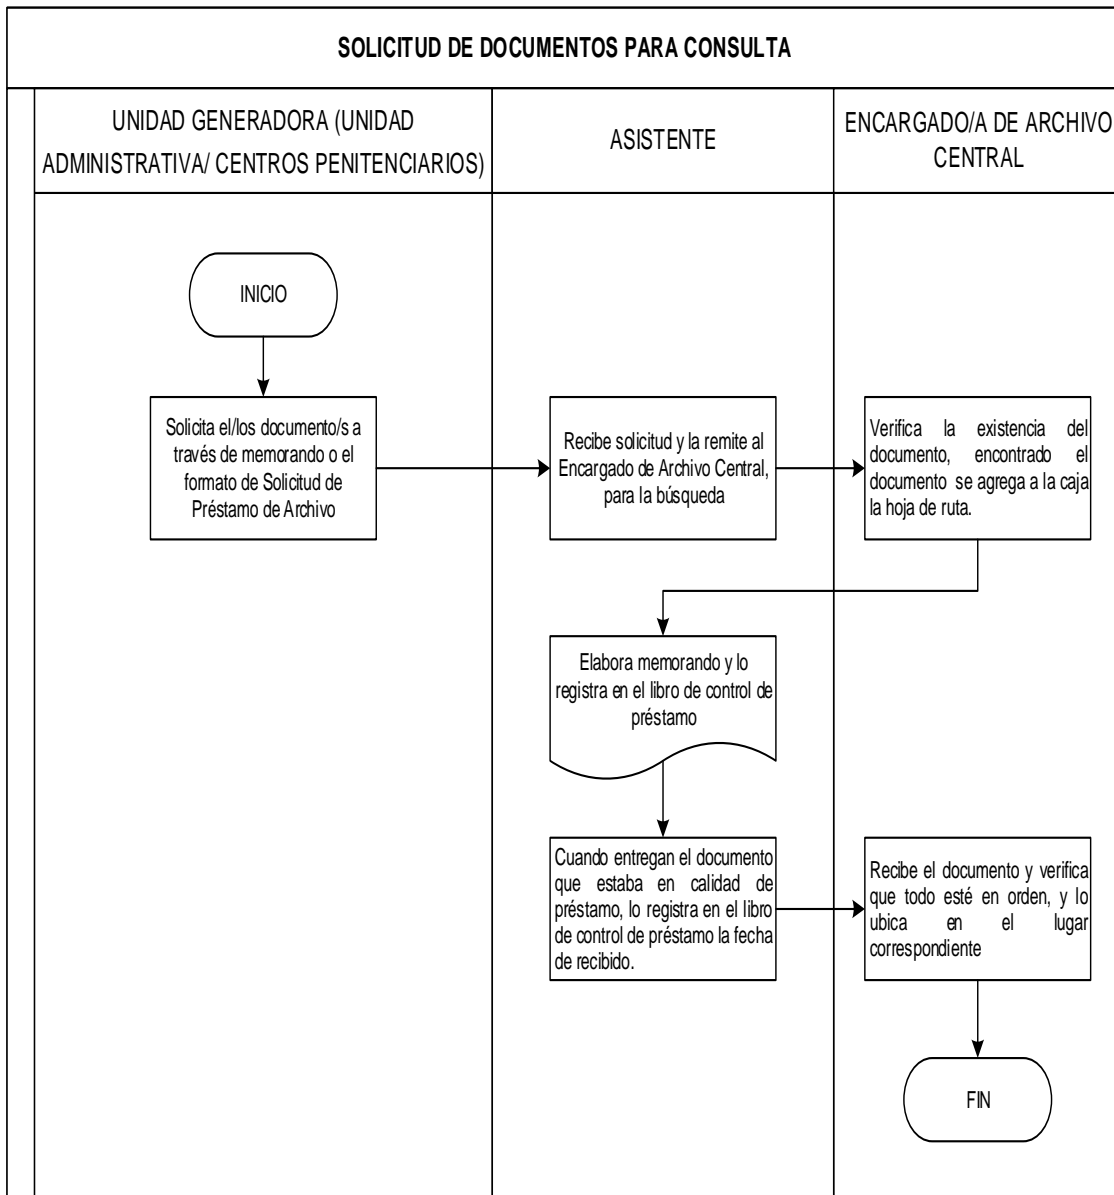 SOLICITUD DE DOCUMENTOS PARA CONSULTA
UNIDAD GENERADORA (UNIDAD
ADMINISTRATIVA/ CENTROS PENITENCIARIOS)
ASISTENTE
ENCARGADO/A DE ARCHIVO
CENTRAL
INICIO
Solicita el/los documento/s a
través de memorando o el
formato de Solicitud de
Préstamo de Archivo
Recibe solicitud y la remite al
Encargado de Archivo Central,
para la búsqueda
Verifica la existencia del
documento, encontrado el
documento se agrega a la caja
la hoja de ruta.
Elabora memorando y lo
registra en el libro de control de
préstamo
Cuando entregan el documento
que estaba en calidad de
préstamo, lo registra en el libro
de control de préstamo la fecha
de recibido.
Recibe el documento y verifica
que todo esté en orden, y lo
ubica en el lugar
correspondiente
FIN